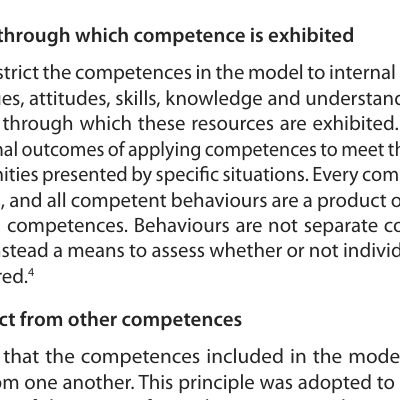 through which competence is exhibited
strict the competences in the model to internal
es, attitudes, skills, knowledge and understand
through which these resources are exhibited.
nal outcomes of applying competences to meet th
ities presented by specific situations. Every com
, and all competent behaviours are a product o
competences. Behaviours are not separate co
nstead a means to assess whether or not individ
red.⁴
ct from other competences
that the competences included in the mode
om one another. This principle was adopted to